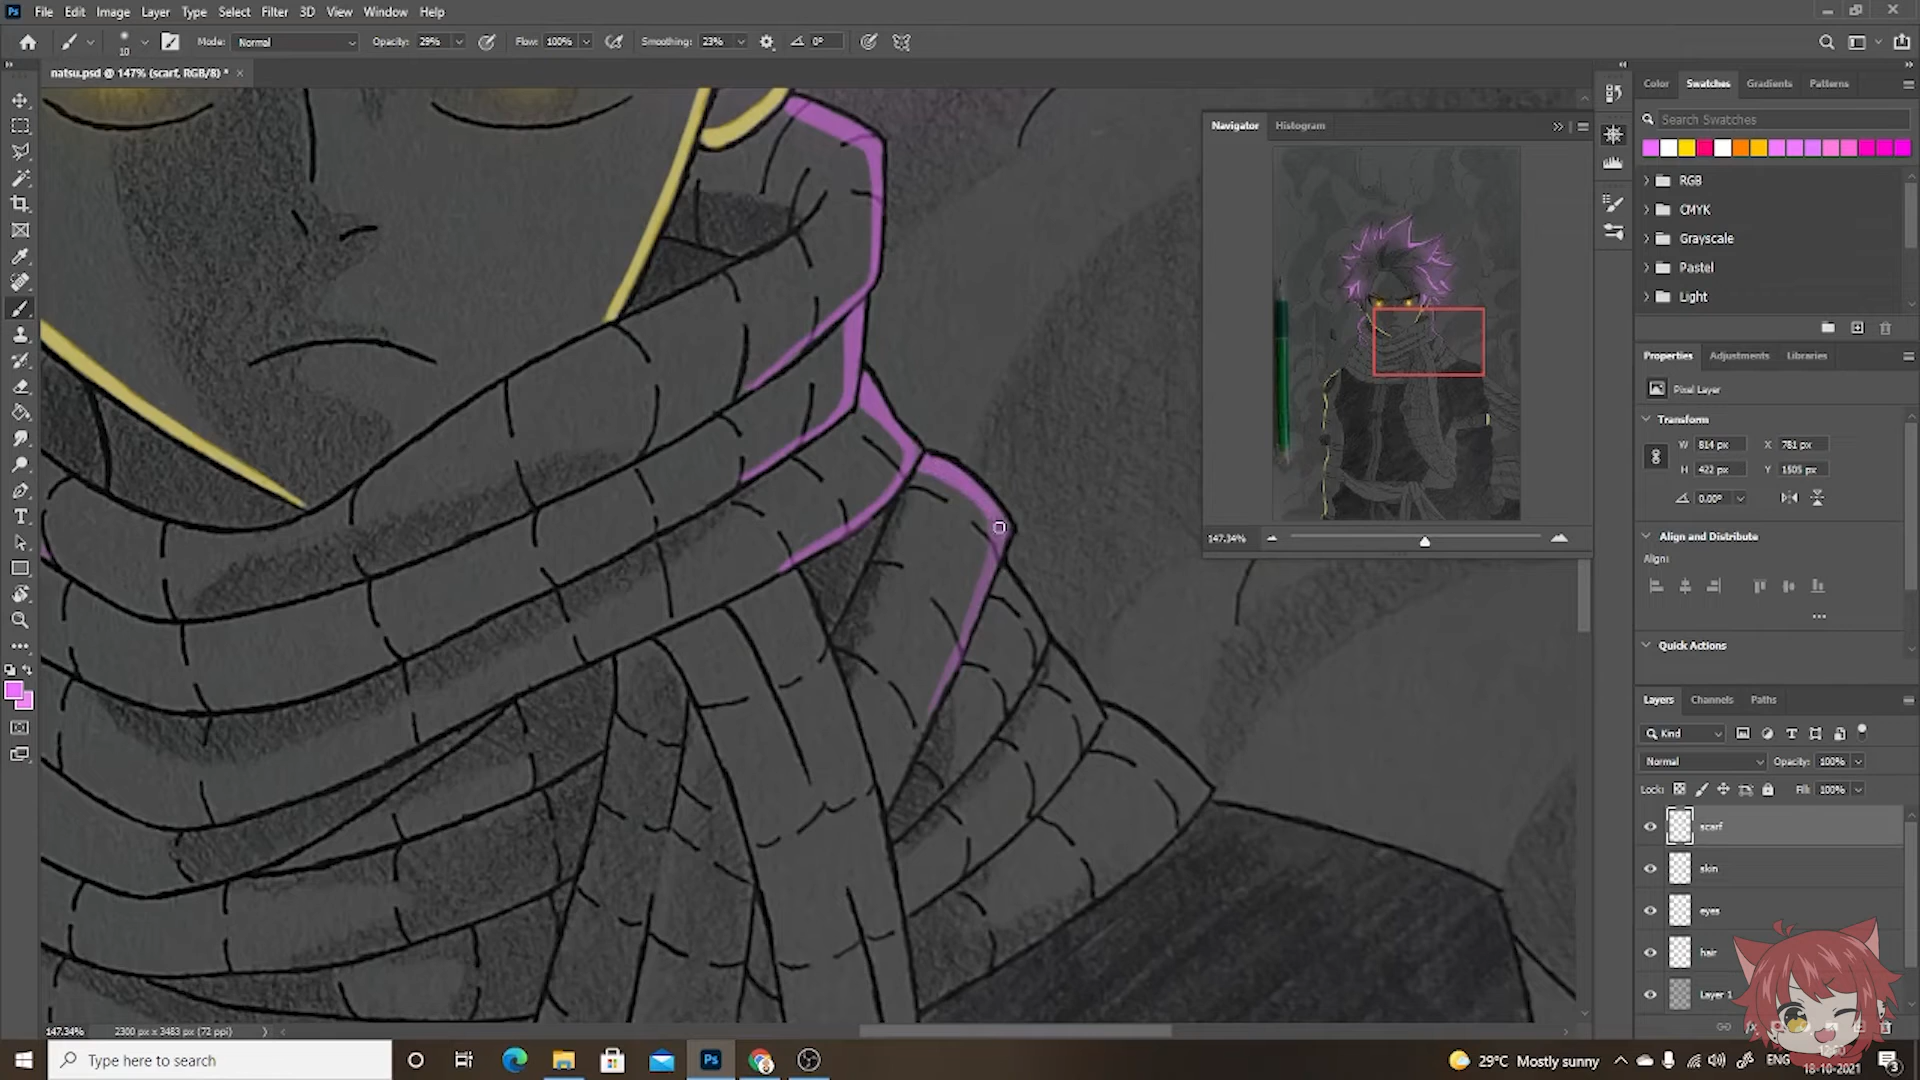 Ps File Edit Image Layer Type Select Filter 3D View Window Help
10 Mode: Normal Opacity: 29% Flow: 100% Smoothing: 23% 0°
natsu.psd @ 147% (scarf, RGB/8) * ×
Navigator Histogram
147.34%
Color Swatches Gradients Patterns
Search Swatches
RGB
CMYK
Grayscale
Pastel
Light
Properties Adjustments Libraries
Pixel Layer
Transform
W 814 px X 781 px
H 422 px Y 1505 px
0.00°
Align and Distribute
Align:
Quick Actions
Layers Channels Paths
Kind
Normal Opacity: 100%
Lock: Fill: 100%
scarf
skin
eyes
hair
Layer 1
147.34% 2300 px x 3483 px (72 ppi)
Type here to search
Ps
29°C Mostly sunny ENG
18-10-2021
3